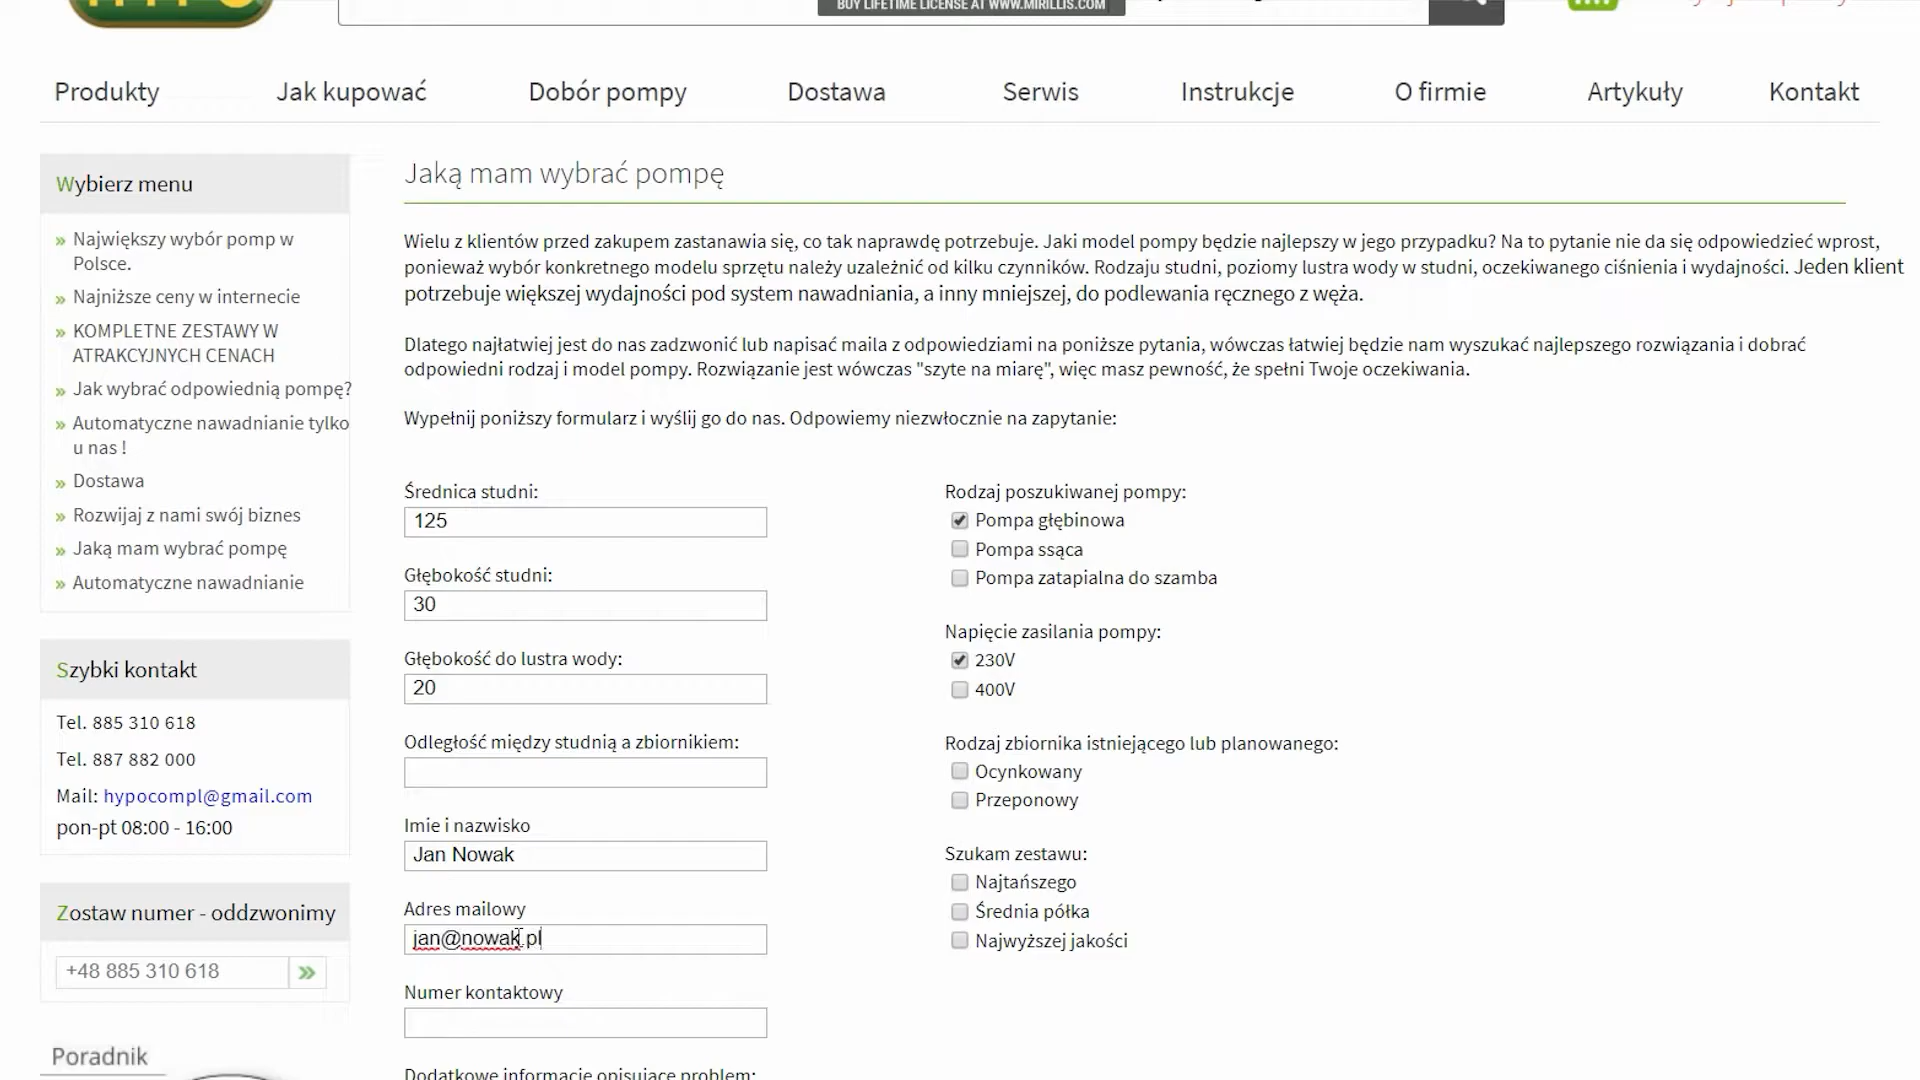 BUY LIFETIME LICENSE AT WWW.MIRILLIS.COM
Produkty Jak kupować Dobór pompy Dostawa Serwis Instrukcje O firmie Artykuły Kontakt
Wybierz menu
» Największy wybór pomp w
Polsce.
» Najniższe ceny w internecie
» KOMPLETNE ZESTAWY W
ATRAKCYJNYCH CENACH
» Jak wybrać odpowiednią pompę?
» Automatyczne nawadnianie tylko
u nas !
» Dostawa
» Rozwijaj z nami swój biznes
» Jaką mam wybrać pompę
» Automatyczne nawadnianie
Szybki kontakt
Tel. 885 310 618
Tel. 887 882 000
Mail: hypocompl@gmail.com
pon-pt 08:00 - 16:00
Zostaw numer - oddzwonimy
+48 885 310 618 »
Poradnik
Jaką mam wybrać pompę
Wielu z klientów przed zakupem zastanawia się, co tak naprawdę potrzebuje. Jaki model pompy będzie najlepszy w jego przypadku? Na to pytanie nie da się odpowiedzieć wprost,
ponieważ wybór konkretnego modelu sprzętu należy uzależnić od kilku czynników. Rodzaju studni, poziomy lustra wody w studni, oczekiwanego ciśnienia i wydajności. Jeden klient
potrzebuje większej wydajności pod system nawadniania, a inny mniejszej, do podlewania ręcznego z węża.
Dlatego najłatwiej jest do nas zadzwonić lub napisać maila z odpowiedziami na poniższe pytania, wówczas łatwiej będzie nam wyszukać najlepszego rozwiązania i dobrać
odpowiedni rodzaj i model pompy. Rozwiązanie jest wówczas "szyte na miarę", więc masz pewność, że spełni Twoje oczekiwania.
Wypełnij poniższy formularz i wyślij go do nas. Odpowiemy niezwłocznie na zapytanie:
Średnica studni:
125
Głębokość studni:
30
Głębokość do lustra wody:
20
Odległość między studnią a zbiornikiem:
Imie i nazwisko
Jan Nowak
Adres mailowy
jan@nowak.pl
Numer kontaktowy
Dodatkowe informacje opisujące problem:
Rodzaj poszukiwanej pompy:
Pompa głębinowa
Pompa ssąca
Pompa zatapialna do szamba
Napięcie zasilania pompy:
230V
400V
Rodzaj zbiornika istniejącego lub planowanego:
Ocynkowany
Przeponowy
Szukam zestawu:
Najtańszego
Średnia półka
Najwyższej jakości